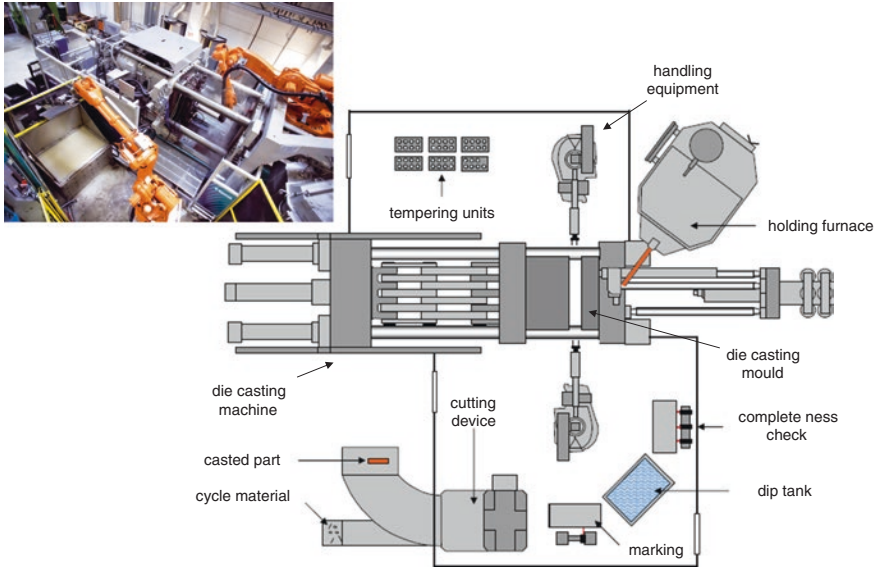 handling
equipment
tempering units
holding furnace
die casting
machine
die casting
mould
cutting
device
complete ness
check
casted part
cycle material
dip tank
marking